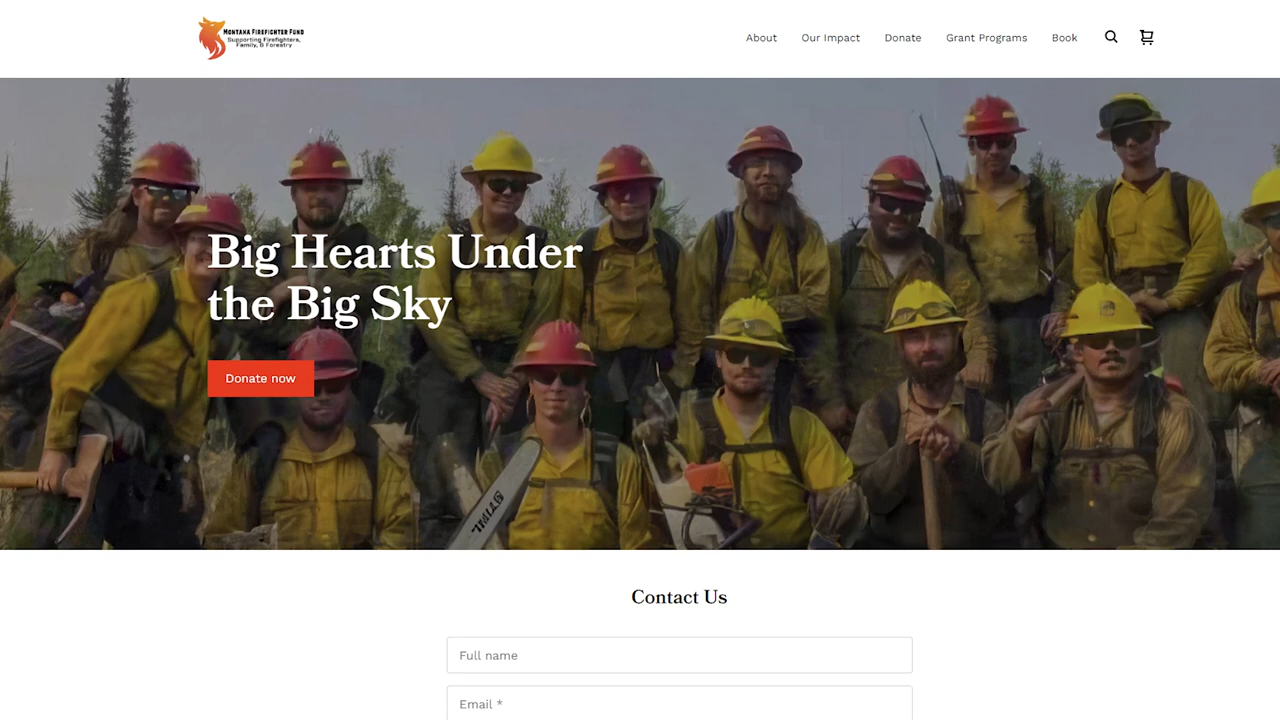 Montana Firefighter Fund
Supporting Firefighters,
Family, & Forestry
About
Our Impact
Donate
Grant Programs
Book
Big Hearts Under
the Big Sky
Donate now
STIHL
Contact Us
Full name
Email *